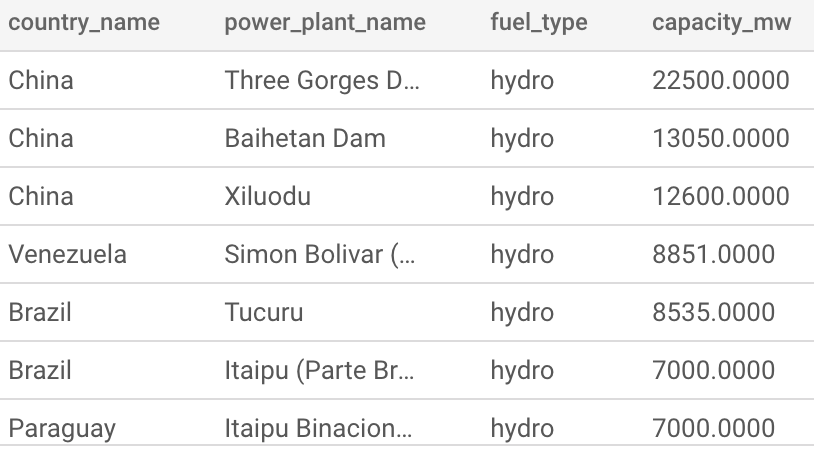 country_name power_plant_name fuel_type capacity_mw
China Three Gorges D... hydro 22500.0000
China Baihetan Dam hydro 13050.0000
China Xiluodu hydro 12600.0000
Venezuela Simon Bolivar (... hydro 8851.0000
Brazil Tucuru hydro 8535.0000
Brazil Itaipu (Parte Br... hydro 7000.0000
Paraguay Itaipu Binacion... hydro 7000.0000